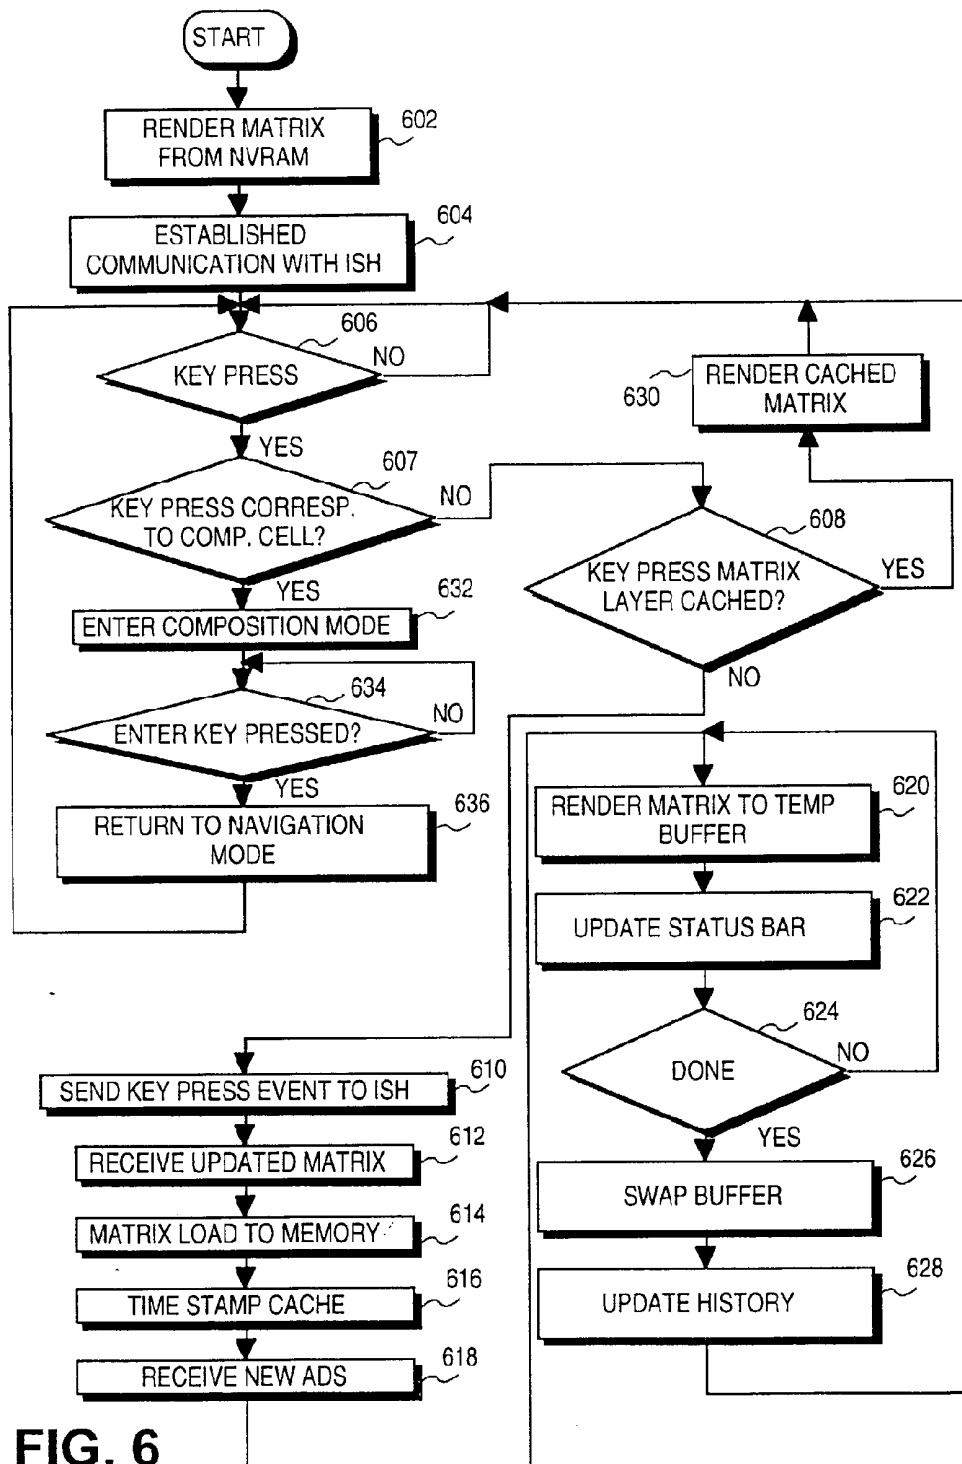 START
RENDER MATRIX
FROM NVRAM
602
ESTABLISHED
COMMUNICATION WITH ISH
604
606
KEY PRESS
NO
YES
607
KEY PRESS CORRESP.
TO COMP. CELL?
NO
YES
632
ENTER COMPOSITION MODE
634
ENTER KEY PRESSED?
NO
YES
RETURN TO NAVIGATION
MODE
636
630
RENDER CACHED
MATRIX
608
KEY PRESS MATRIX
LAYER CACHED?
YES
NO
SEND KEY PRESS EVENT TO ISH
610
RECEIVE UPDATED MATRIX
612
MATRIX LOAD TO MEMORY
614
TIME STAMP CACHE
616
RECEIVE NEW ADS
618
RENDER MATRIX TO TEMP
BUFFER
620
UPDATE STATUS BAR
622
624
DONE
NO
YES
SWAP BUFFER
626
UPDATE HISTORY
628
FIG. 6